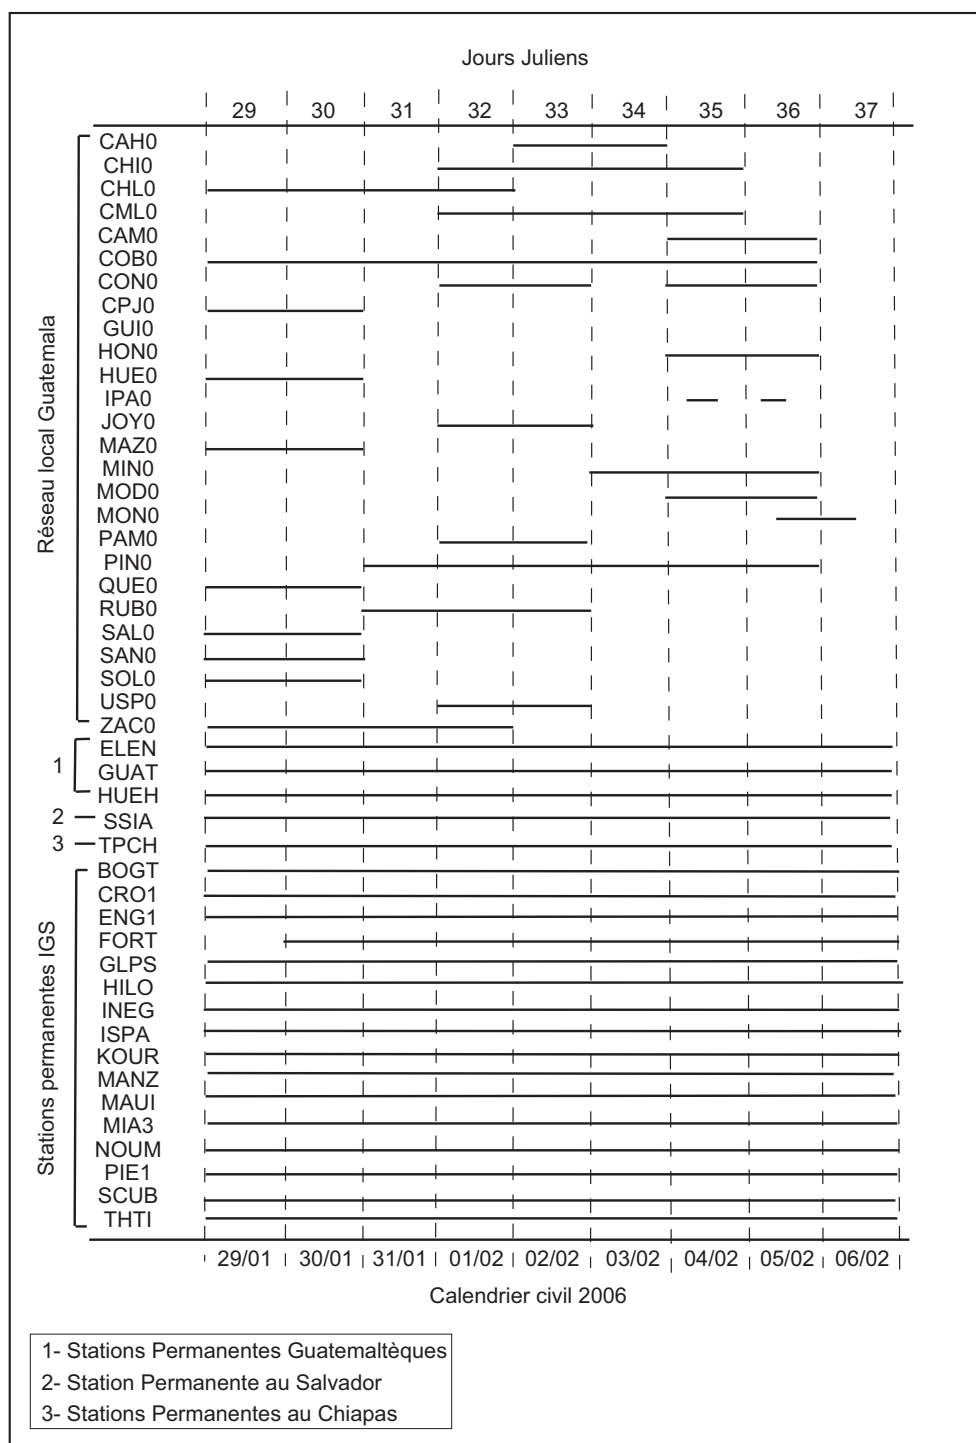 Jours Juliens
29 30 31 32 33 34 35 36 37
Réseau local Guatemala
CAH0
CHI0
CHL0
CML0
CAM0
COB0
CON0
CPJ0
GUI0
HON0
HUE0
IPA0
JOY0
MAZ0
MIN0
MOD0
MON0
PAM0
PIN0
QUE0
RUB0
SAL0
SAN0
SOL0
USP0
ZAC0
1
ELEN
GUAT
HUEH
2
SSIA
3
TPCH
Stations permanentes IGS
BOGT
CRO1
ENG1
FORT
GLPS
HILO
INEG
ISPA
KOUR
MANZ
MAUI
MIA3
NOUM
PIE1
SCUB
THTI
29/01 30/01 31/01 01/02 02/02 03/02 04/02 05/02 06/02
Calendrier civil 2006
1- Stations Permanentes Guatemaltèques
2- Station Permanente au Salvador
3- Stations Permanentes au Chiapas